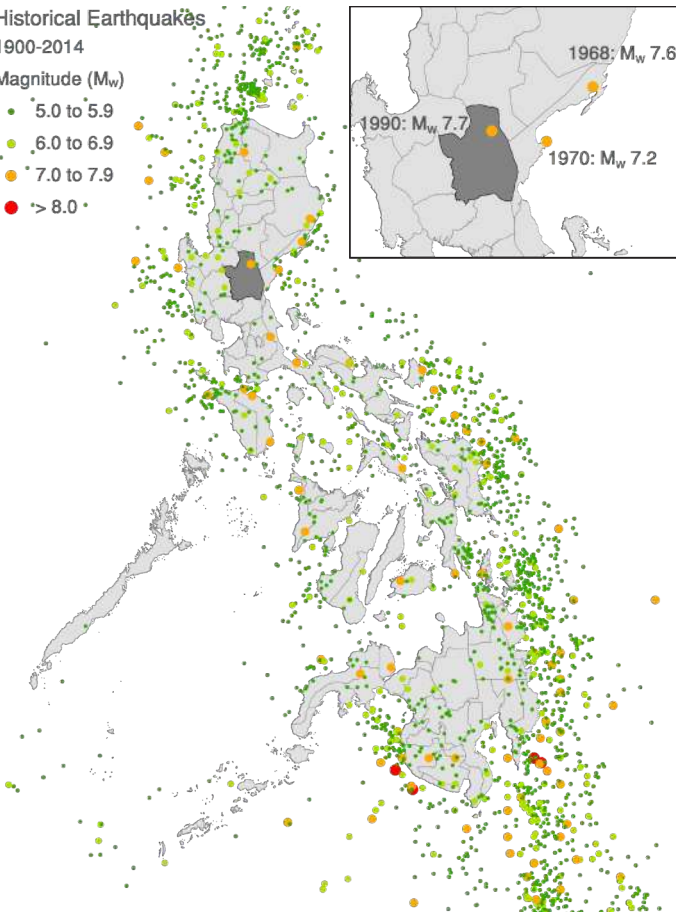 Historical Earthquakes
1900-2014
Magnitude (Mw)
5.0 to 5.9
6.0 to 6.9
7.0 to 7.9
> 8.0
1968: Mw 7.6
1990: Mw 7.7
1970: Mw 7.2